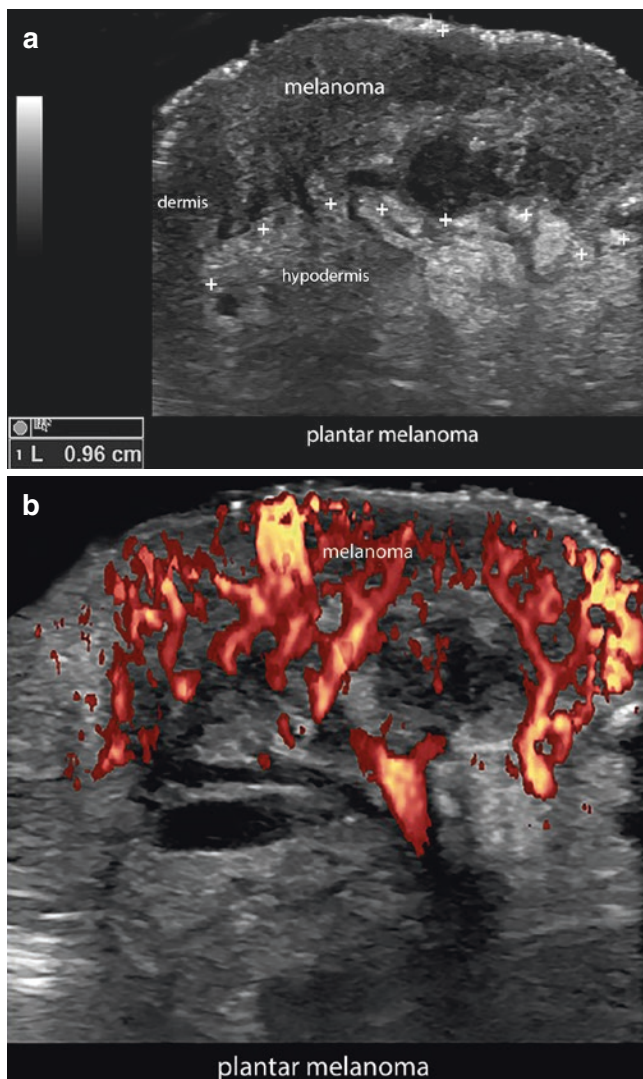 a
melanoma
dermis
hypodermis
1 L 0.96 cm
plantar melanoma
b
melanoma
plantar melanoma